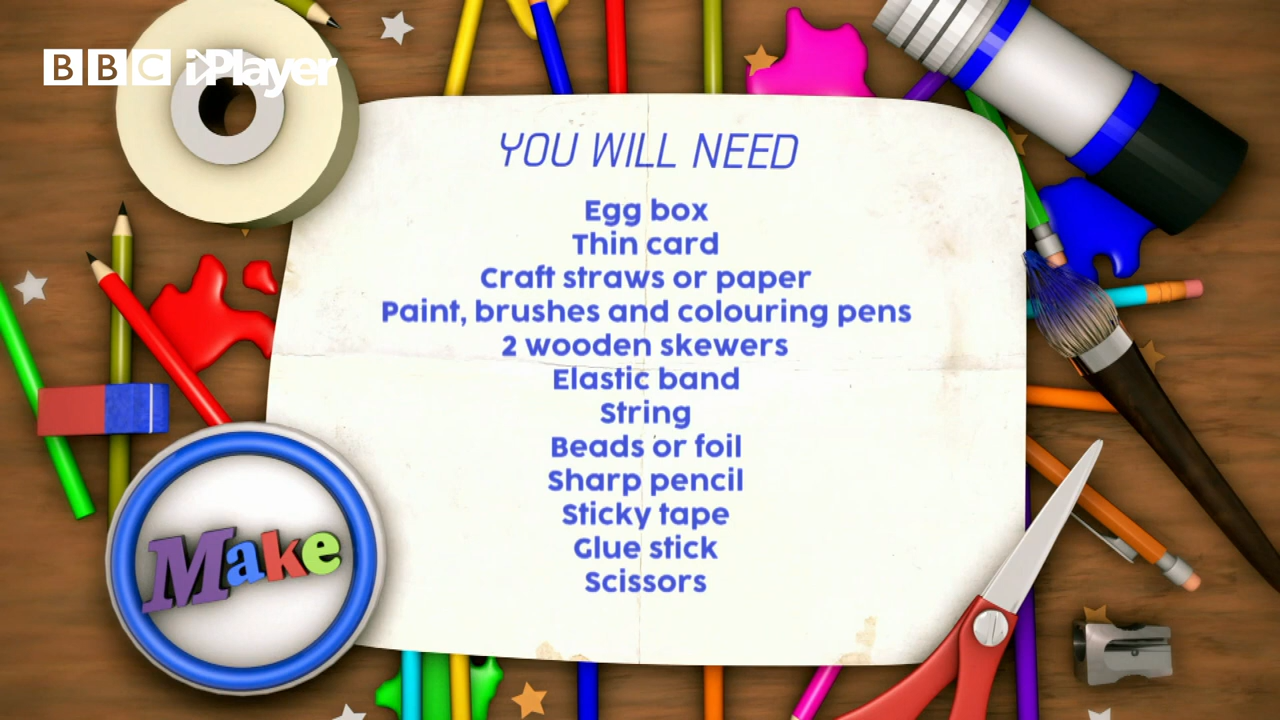 BBC iPlayer
YOU WILL NEED
Egg box
Thin card
Craft straws or paper
Paint, brushes and colouring pens
2 wooden skewers
Elastic band
String
Beads or foil
Sharp pencil
Sticky tape
Glue stick
Scissors
Make